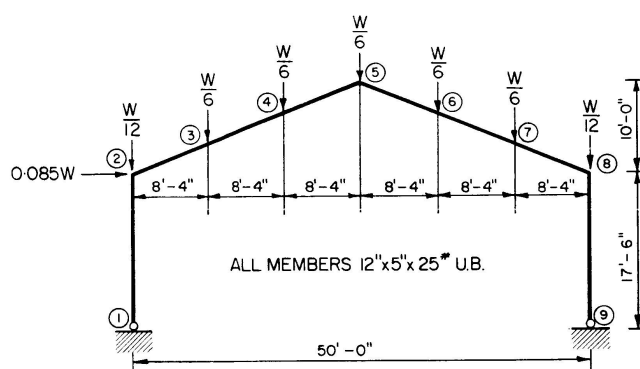 W/6
W/6 W/6
W/6 W/6
W/12 W/12
5
4 6
3 7
2 8
0·085W
10'-0"
8'-4" 8'-4" 8'-4" 8'-4" 8'-4" 8'-4"
ALL MEMBERS 12"x5"x25# U.B.
17'-6"
1 9
50'-0"